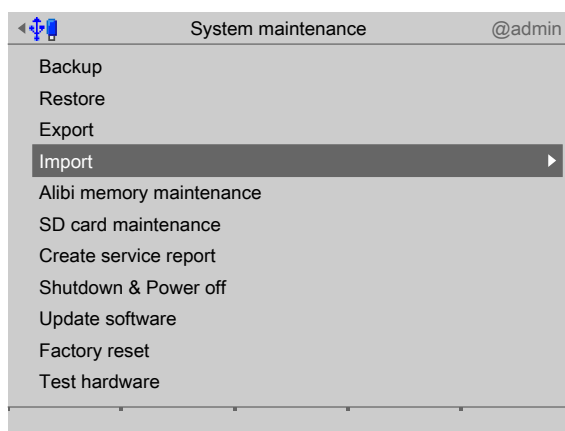 System maintenance @admin
Backup
Restore
Export
Import
Alibi memory maintenance
SD card maintenance
Create service report
Shutdown & Power off
Update software
Factory reset
Test hardware